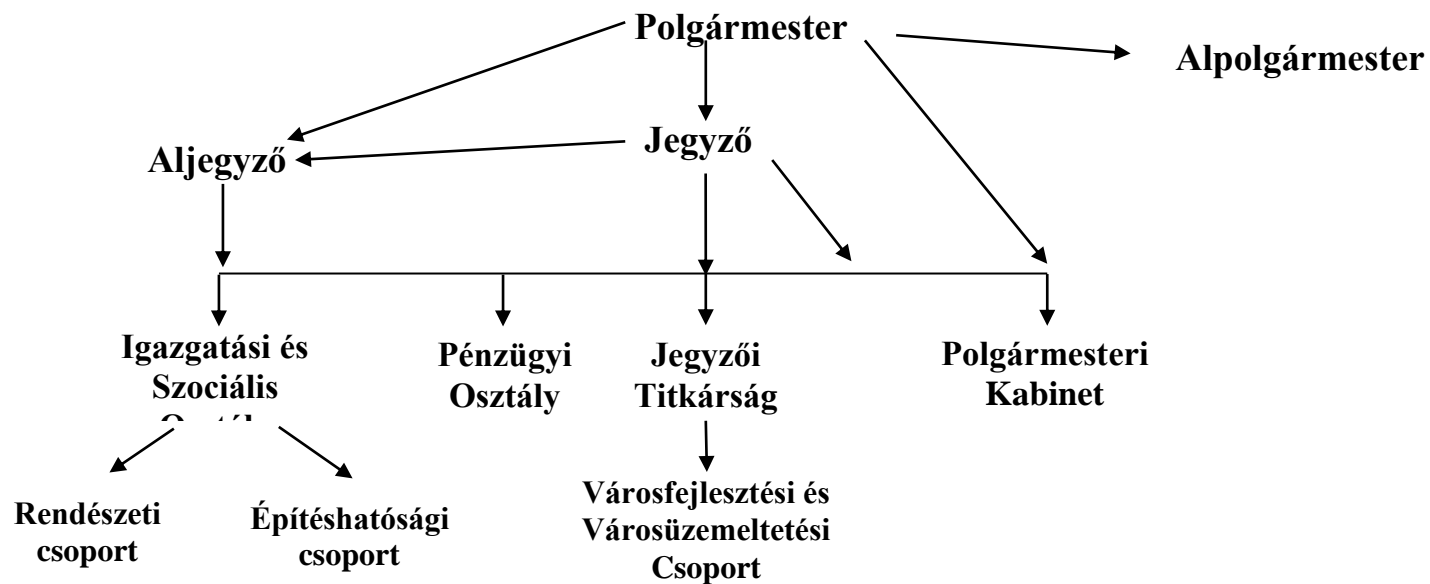 Polgármester
Alpolgármester
Jegyző
Aljegyző
Igazgatási és
Szociális
Pénzügyi
Osztály
Jegyzői
Titkárság
Polgármesteri
Kabinet
Rendészeti
csoport
Építéshatósági
csoport
Városfejlesztési és
Városüzemeltetési
Csoport